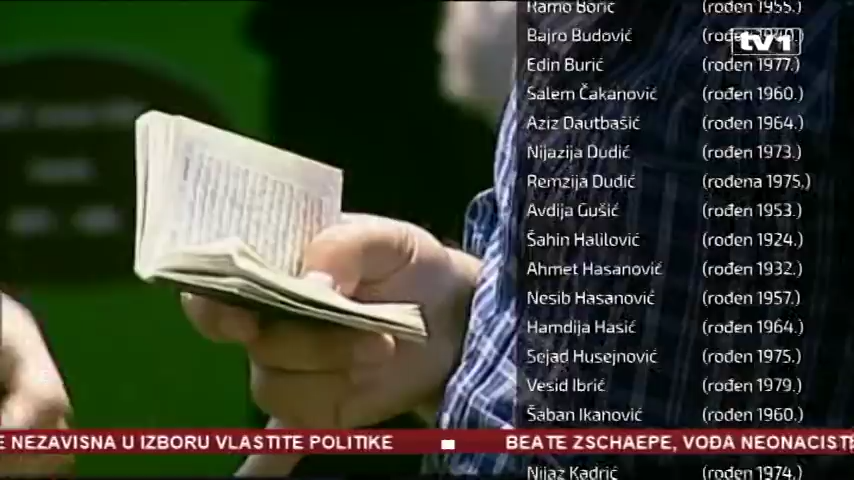 Ramo Borić (rođen 1955.)
tv1
Bajro Budović
Edin Burić (rođen 1977.)
Salem Čakanović (rođen 1960.)
Aziz Dautbašić (rođen 1964.)
Nijazija Dudić (rođen 1973.)
Remzija Dudić (rođena 1975.)
Avdija Gušić (rođen 1953.)
Šahin Halilović (rođen 1924.)
Ahmet Hasanović (rođen 1932.)
Nesib Hasanović (rođen 1957.)
Hamdija Hasić (rođen 1964.)
Sejad Husejnović (rođen 1975.)
Vesid Ibrić (rođen 1979.)
Šaban Ikanović (rođen 1960.)
E NEZAVISNA U IZBORU VLASTITE POLITIKE BEATE ZSCHAEPE, VOĐA NEONACISTE
Nijaz Kadrić (rođen 1974.)